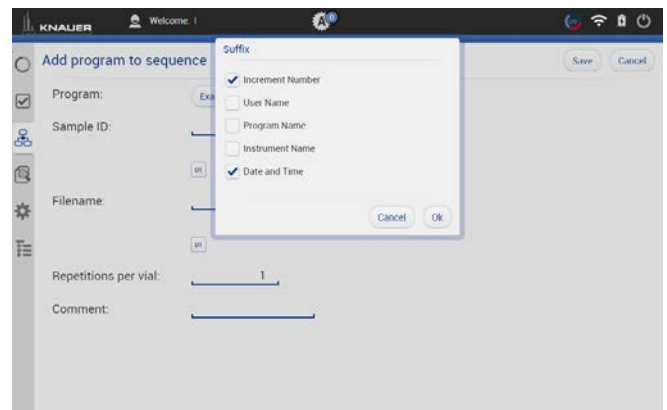 KNAUER
Welcome. I
Add program to sequence
Save
Cancel
Suffix
Increment Number
User Name
Program Name
Instrument Name
Date and Time
Cancel
Ok
Program:
Exa
Sample ID:
Filename:
Repetitions per vial:
1
Comment: